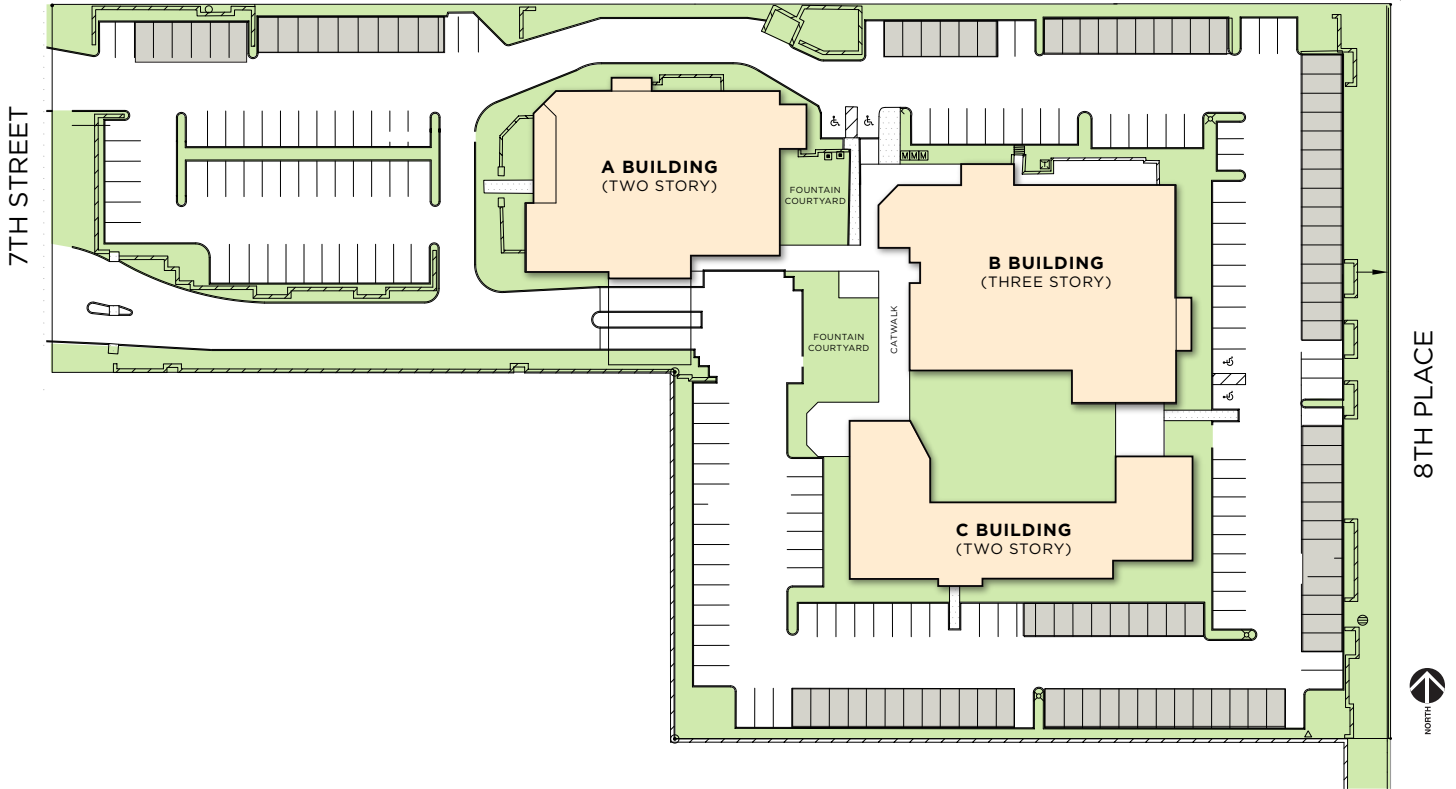 7TH STREET
A BUILDING
(TWO STORY)
FOUNTAIN
COURTYARD
MMM
B BUILDING
(THREE STORY)
FOUNTAIN
COURTYARD
CATWALK
C BUILDING
(TWO STORY)
8TH PLACE
NORTH